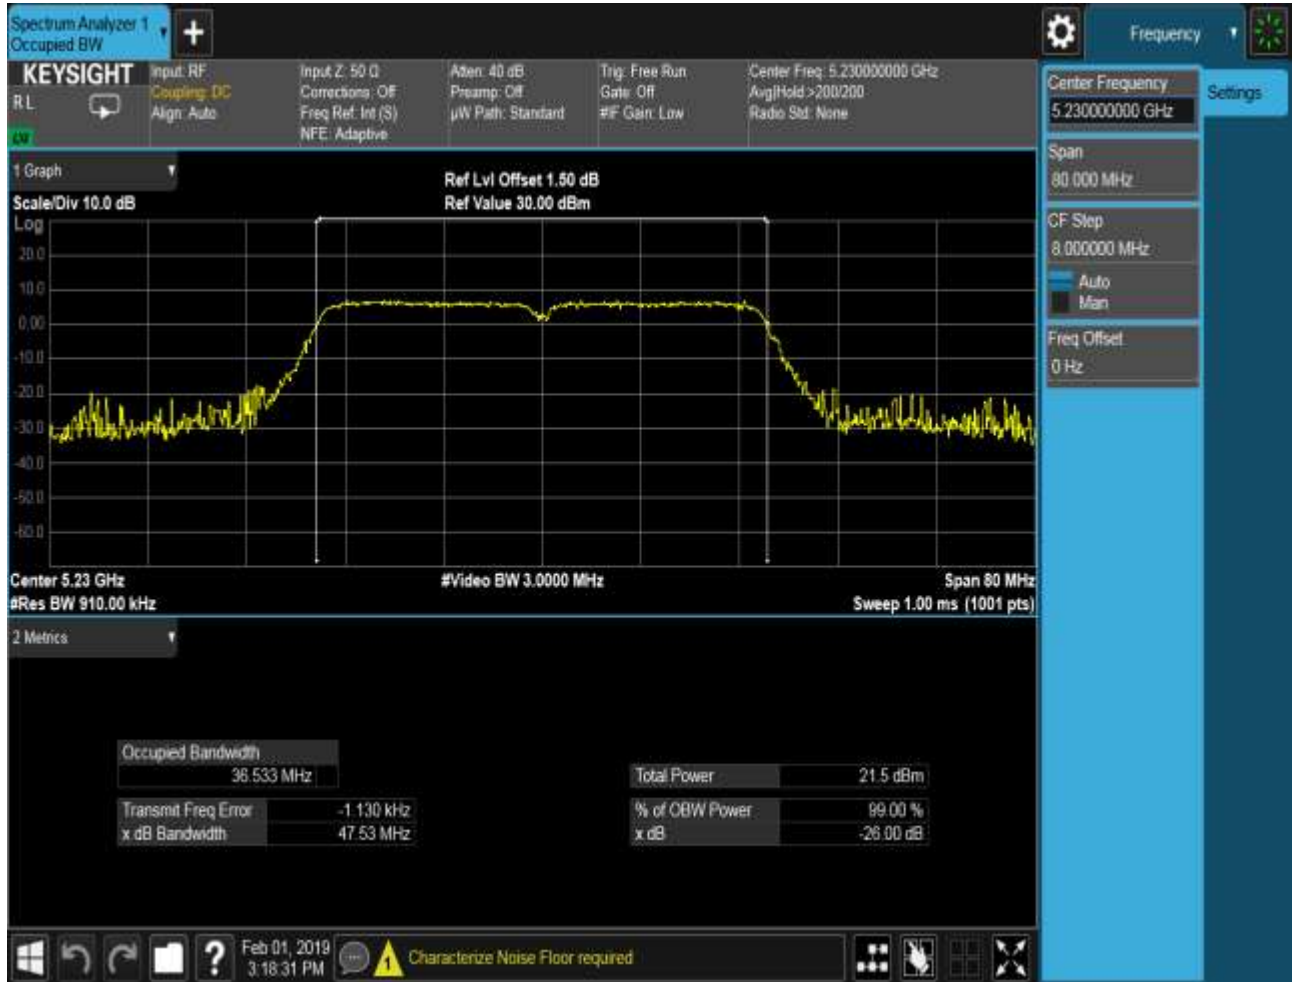 Spectrum Analyzer 1
Occupied BW
Frequency
KEYSIGHT
R L
Input: RF
Coupling: DC
Align: Auto
Input Z: 50 Ω
Corrections: Off
Freq Ref: Int (S)
NFE: Adaptive
Atten: 40 dB
Preamp: Off
µW Path: Standard
Trig: Free Run
Gate: Off
#IF Gain: Low
Center Freq: 5.230000000 GHz
Avg|Hold:>200/200
Radio Std: None
Center Frequency
5.230000000 GHz
Settings
Span
80.000 MHz
CF Step
8.000000 MHz
Auto
Man
Freq Offset
0 Hz
1 Graph
Scale/Div 10.0 dB
Ref Lvl Offset 1.50 dB
Ref Value 30.00 dBm
Log
20.0
10.0
0.00
-10.0
-20.0
-30.0
-40.0
-50.0
-60.0
Center 5.23 GHz
#Res BW 910.00 kHz
#Video BW 3.0000 MHz
Span 80 MHz
Sweep 1.00 ms (1001 pts)
2 Metrics
Occupied Bandwidth
36.533 MHz
Transmit Freq Error -1.130 kHz
x dB Bandwidth 47.53 MHz
Total Power 21.5 dBm
% of OBW Power 99.00 %
x dB -26.00 dB
Feb 01, 2019
3:18:31 PM
1
Characterize Noise Floor required